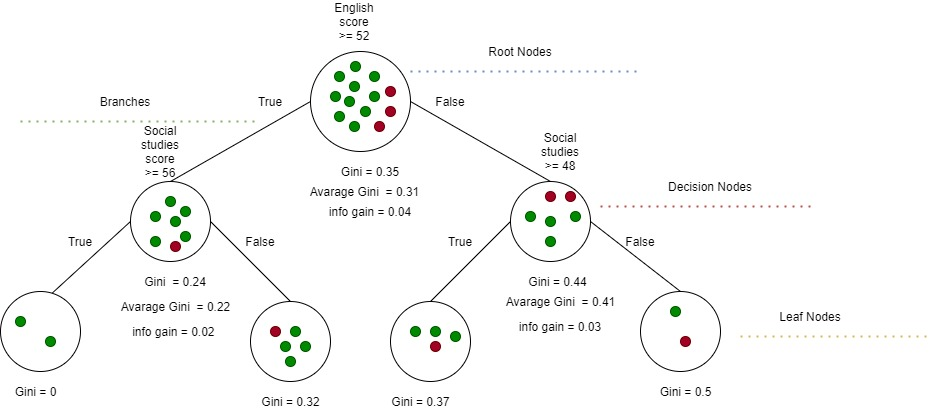 English
score
>= 52
Root Nodes
Branches
True
False
Social
studies
score
>= 56
Social
studies
>= 48
Gini = 0.35
Avarage Gini = 0.31
info gain = 0.04
Decision Nodes
True
False
True
False
Gini = 0.24
Avarage Gini = 0.22
info gain = 0.02
Gini = 0.44
Avarage Gini = 0.41
info gain = 0.03
Leaf Nodes
Gini = 0
Gini = 0.32
Gini = 0.37
Gini = 0.5